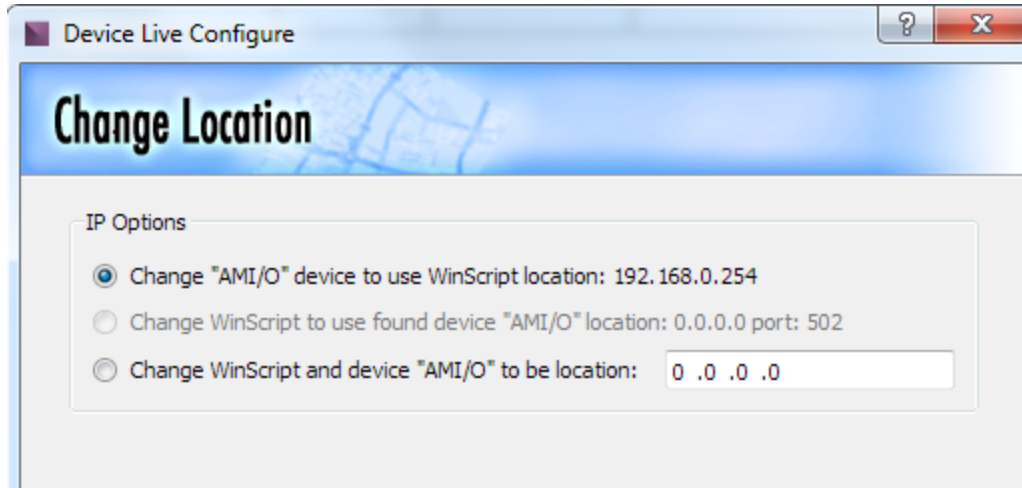 Device Live Configure
Change Location
IP Options
Change "AMI/O" device to use WinScript location: 192.168.0.254
Change WinScript to use found device "AMI/O" location: 0.0.0.0 port: 502
Change WinScript and device "AMI/O" to be location: 0 .0 .0 .0